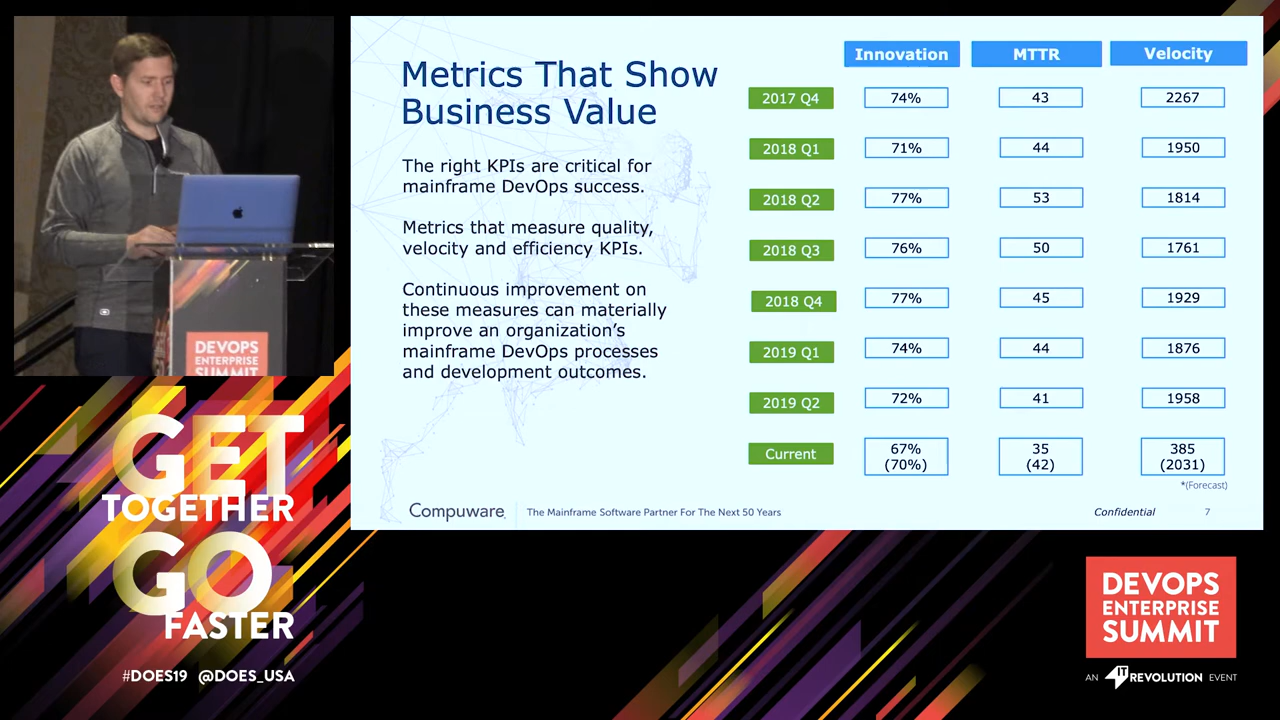 Metrics That Show
Business Value
The right KPIs are critical for
mainframe DevOps success.
Metrics that measure quality,
velocity and efficiency KPIs.
Continuous improvement on
these measures can materially
improve an organization's
mainframe DevOps processes
and development outcomes.
Innovation MTTR Velocity
2017 Q4 74% 43 2267
2018 Q1 71% 44 1950
2018 Q2 77% 53 1814
2018 Q3 76% 50 1761
2018 Q4 77% 45 1929
2019 Q1 74% 44 1876
2019 Q2 72% 41 1958
Current 67% 35 385
(70%) (42) (2031)
*(Forecast)
Compuware The Mainframe Software Partner For The Next 50 Years Confidential 7
DEVOPS
ENTERPRISE
SUMMIT
GET
TOGETHER
GO
FASTER
#DOES19 @DOES_USA
DEVOPS
ENTERPRISE
SUMMIT
AN IT REVOLUTION EVENT